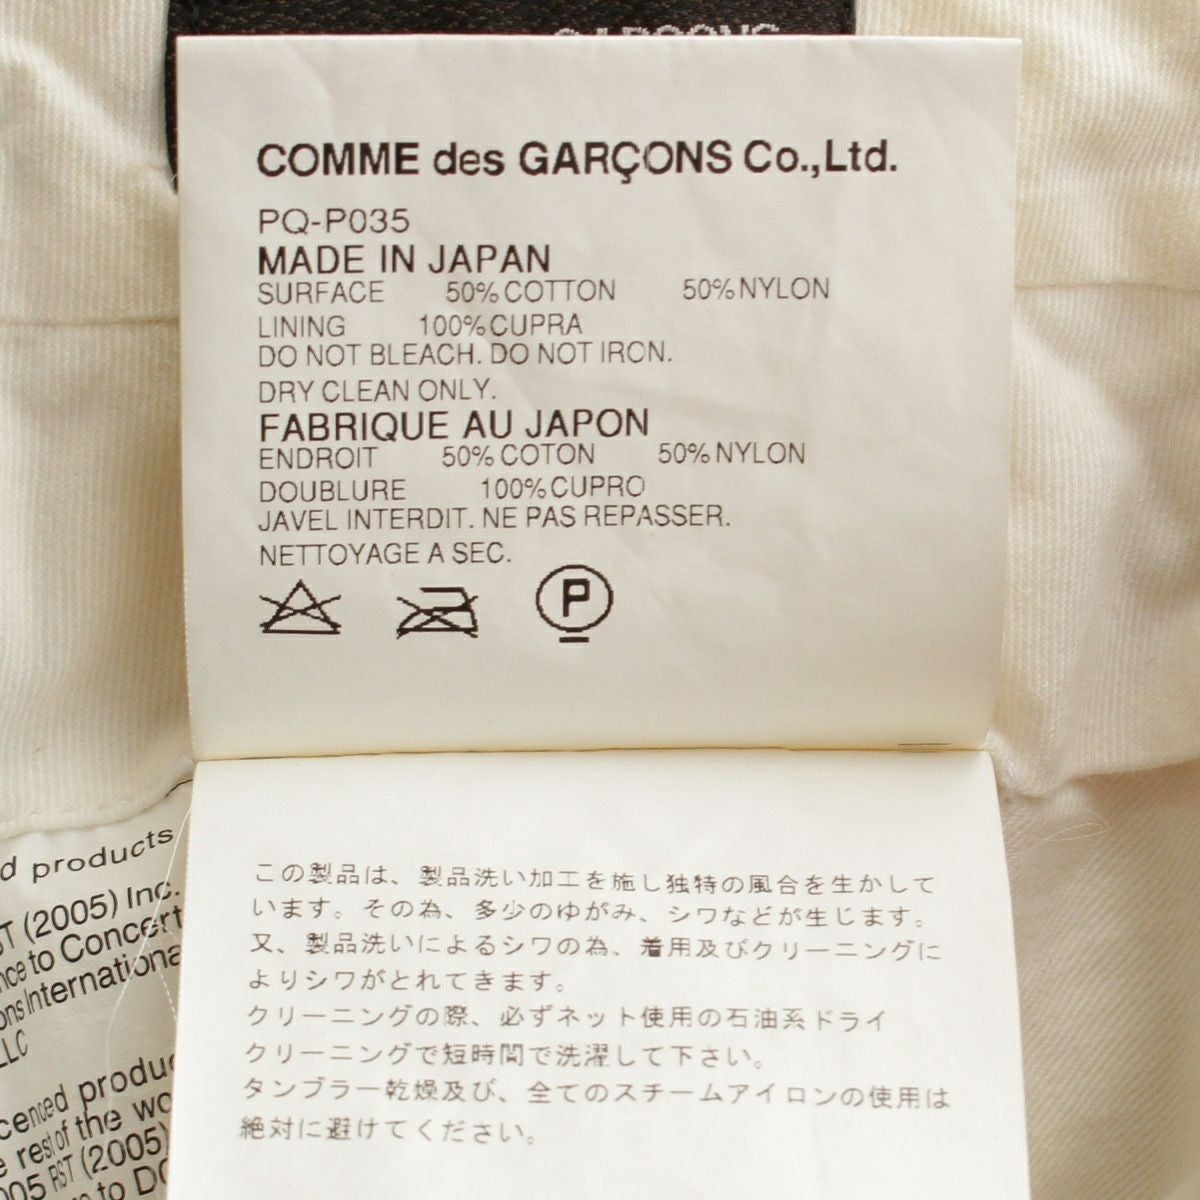 COMME des GARÇONS Co.,Ltd.
PQ-P035
MADE IN JAPAN
SURFACE 50%COTTON 50%NYLON
LINING 100%CUPRA
DO NOT BLEACH. DO NOT IRON.
DRY CLEAN ONLY.
FABRIQUE AU JAPON
ENDROIT 50%COTON 50%NYLON
DOUBLURE 100%CUPRO
JAVEL INTERDIT. NE PAS REPASSER.
NETTOYAGE A SEC.
P
この製品は、製品洗い加工を施し独特の風合を生かして
います。その為、多少のゆがみ、シワなどが生じます。
又、製品洗いによるシワの為、着用及びクリーニングに
よりシワがとれてきます。
クリーニングの際、必ずネット使用の石油系ドライ
クリーニングで短時間で洗濯して下さい。
タンブラー乾燥及び、全てのスチームアイロンの使用は
絶対に避けてください。
products
(2005) Inc.
to Concert
LLC
the
(2005)
to